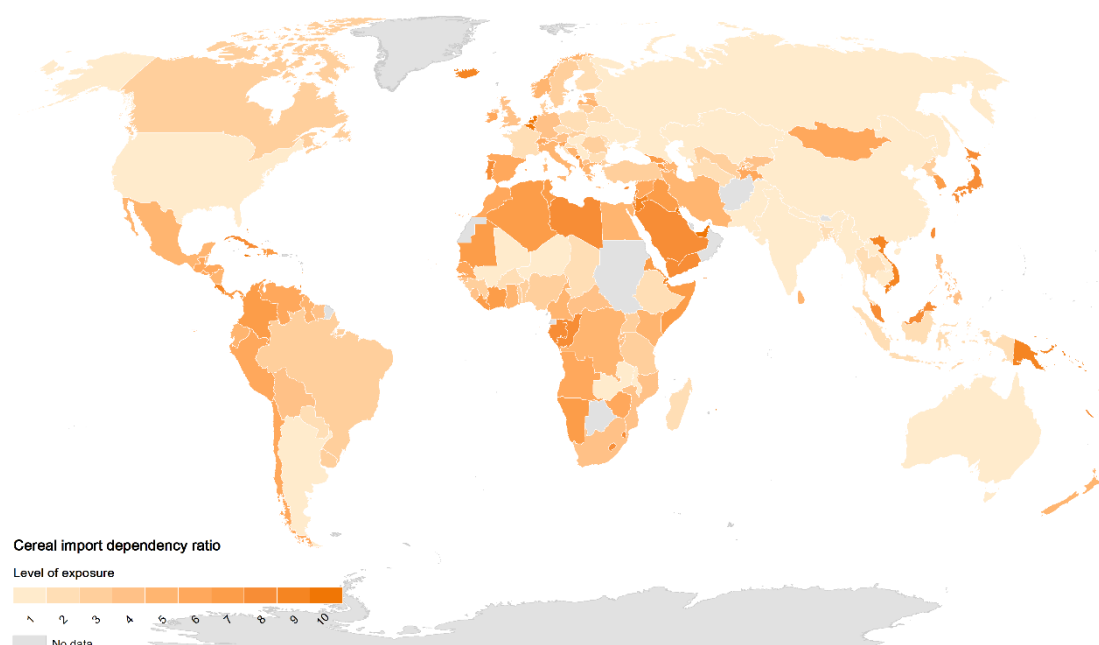 Cereal import dependency ratio
Level of exposure
1 2 3 4 5 6 7 8 9 10
No data